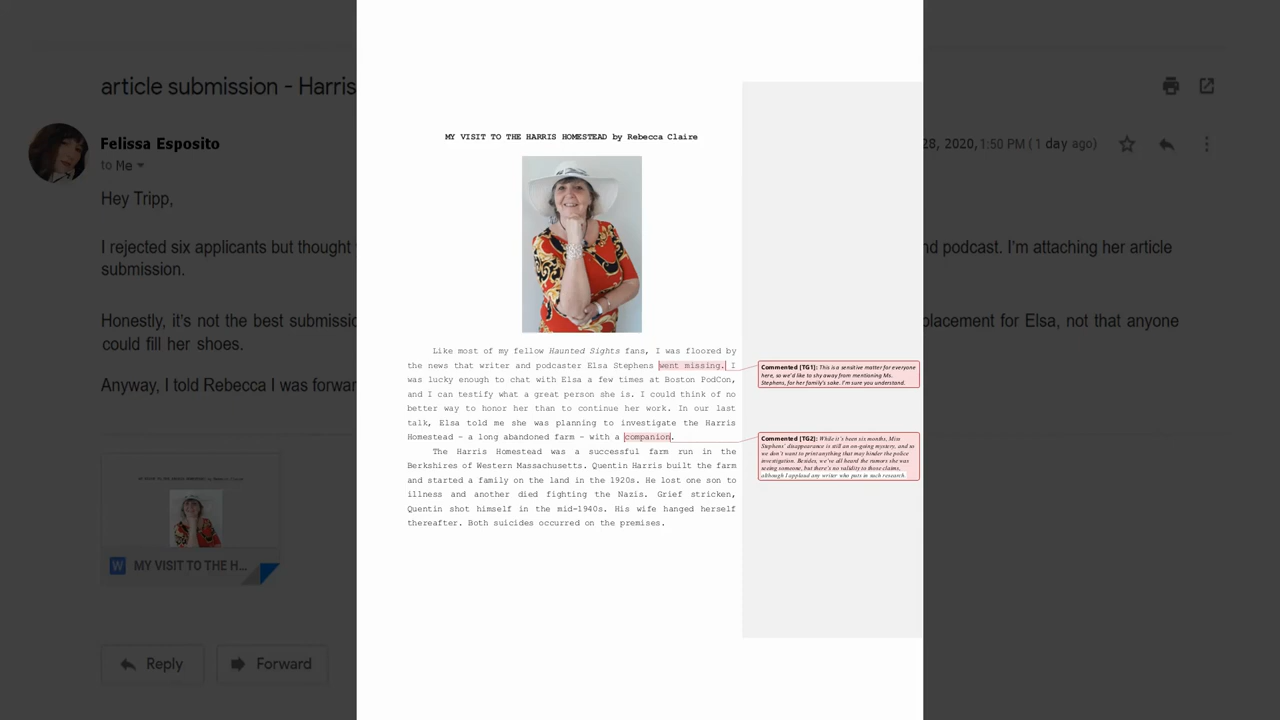 article submission - Harris
Felissa Esposito
to Me
28, 2020, 1:50 PM (1 day ago)
Hey Tripp,
I rejected six applicants but thought
nd podcast. I'm attaching her article
submission.
Honestly, it's not the best submissio
placement for Elsa, not that anyone
could fill her shoes.
Anyway, I told Rebecca I was forwar
MY VISIT TO THE HARRIS HOMESTEAD by Rebecca Claire
MY VISIT TO THE H...
Reply
Forward
MY VISIT TO THE HARRIS HOMESTEAD by Rebecca Claire
Like most of my fellow Haunted Sights fans, I was floored by
the news that writer and podcaster Elsa Stephens went missing. I
was lucky enough to chat with Elsa a few times at Boston PodCon,
and I can testify what a great person she is. I could think of no
better way to honor her than to continue her work. In our last
talk, Elsa told me she was planning to investigate the Harris
Homestead – a long abandoned farm – with a companion.
The Harris Homestead was a successful farm run in the
Berkshires of Western Massachusetts. Quentin Harris built the farm
and started a family on the land in the 1920s. He lost one son to
illness and another died fighting the Nazis. Grief stricken,
Quentin shot himself in the mid-1940s. His wife hanged herself
thereafter. Both suicides occurred on the premises.
Commented [TG1]: This is a sensitive matter for everyone
here, so we'd like to shy away from mentioning Ms.
Stephens, for her family's sake. I'm sure you understand.
Commented [TG2]: While it's been six months, Miss
Stephens' disappearance is still an on-going mystery, and so
we don't want to print anything that may hinder the police
investigation. Besides, we've all heard the rumors she was
seeing someone, but there's no validity to those claims,
although I applaud any writer who puts in such research.